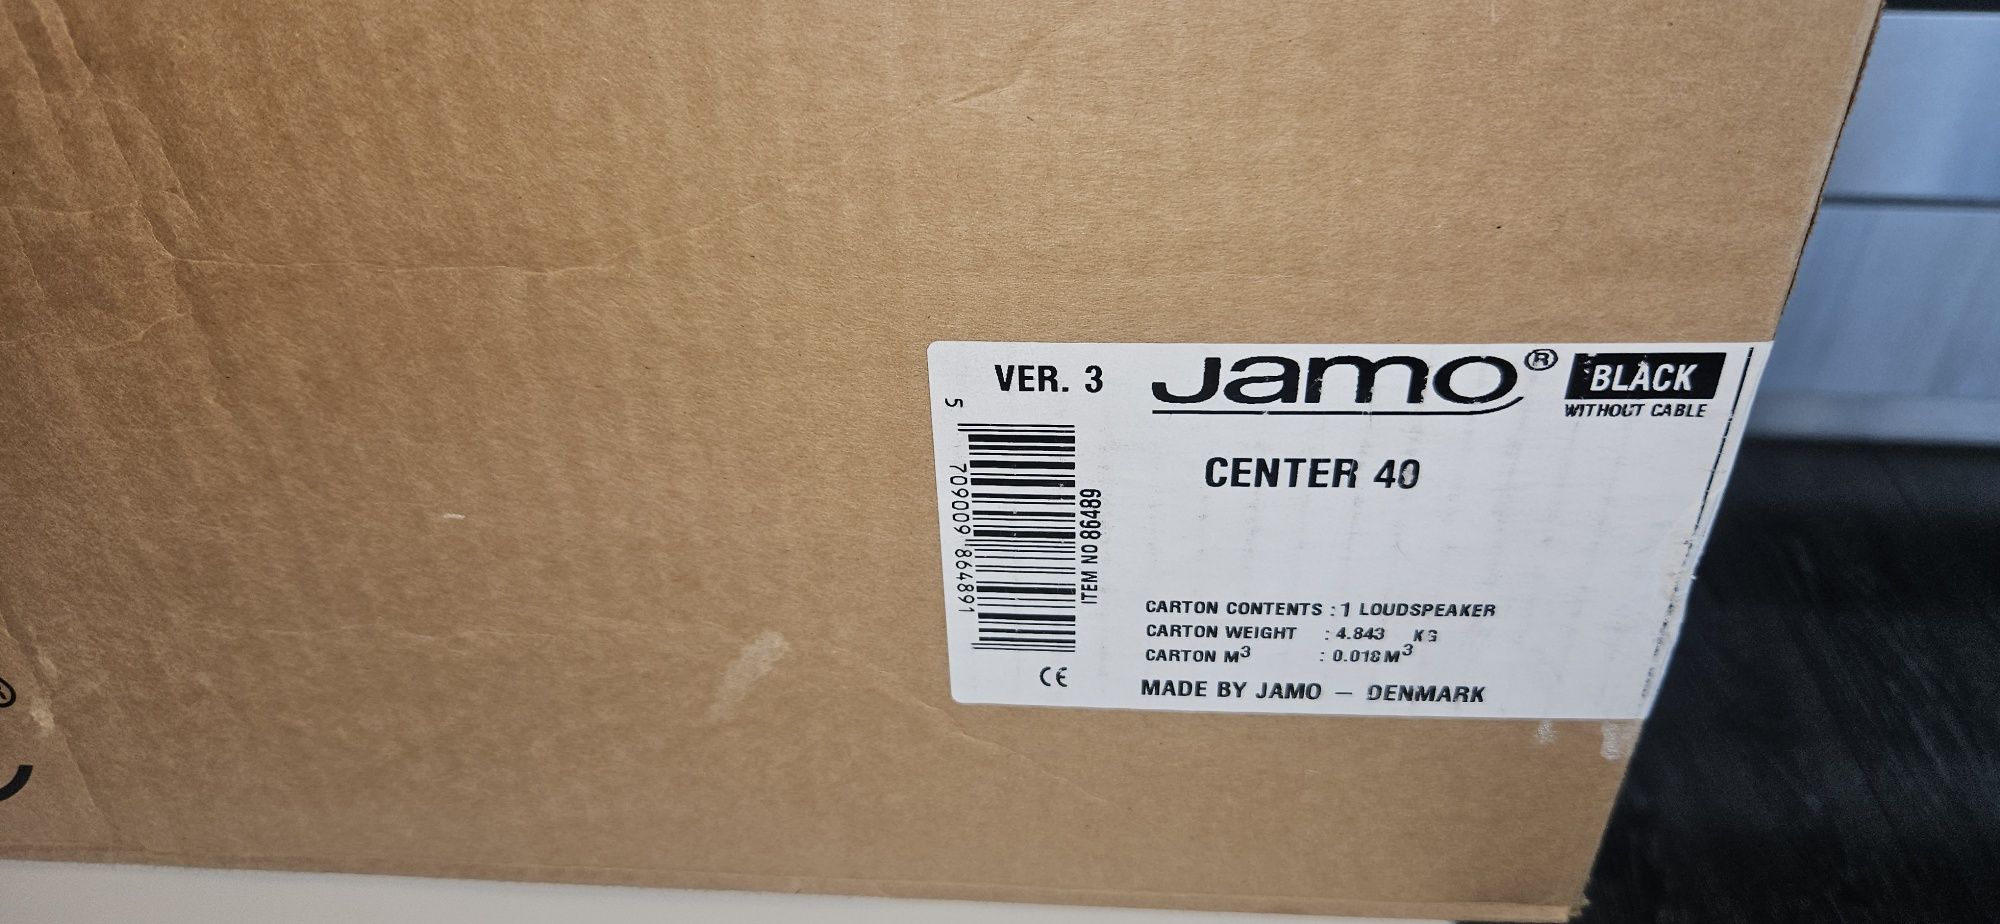 VER. 3
Jamo®
BLACK
WITHOUT CABLE
CENTER 40
5 709009 864891
ITEM NO 86489
CARTON CONTENTS : 1 LOUDSPEAKER
CARTON WEIGHT : 4.843 KG
CARTON M³ : 0.018 M³
CE
MADE BY JAMO — DENMARK
®